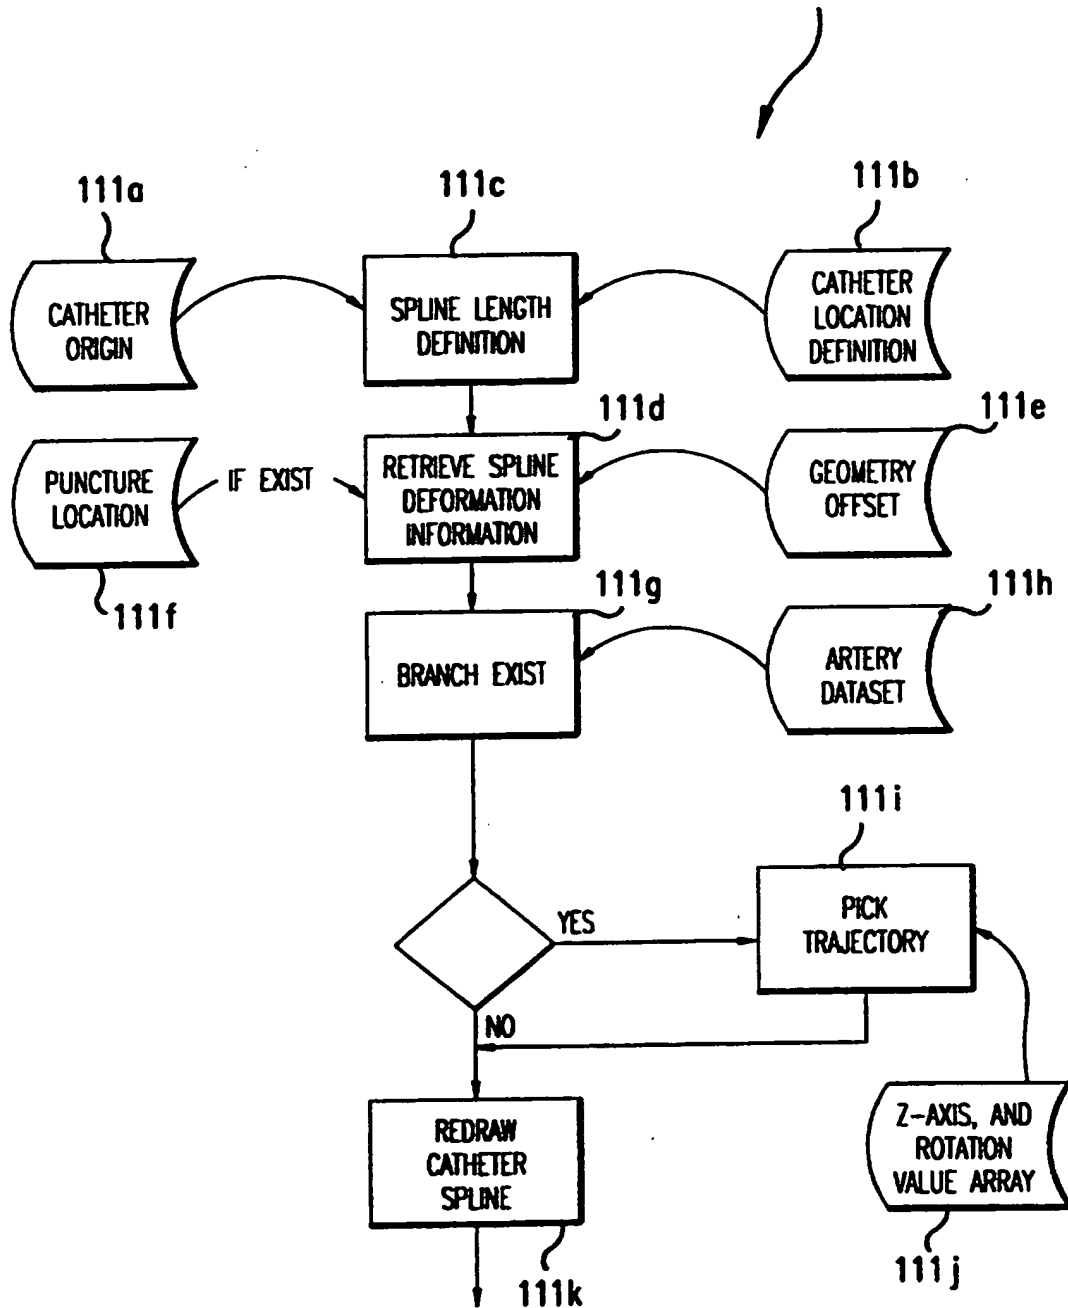 111a
111c
111b
CATHETER
ORIGIN
SPLINE LENGTH
DEFINITION
CATHETER
LOCATION
DEFINITION
111d
111e
PUNCTURE
LOCATION
IF EXIST
RETRIEVE SPLINE
DEFORMATION
INFORMATION
GEOMETRY
OFFSET
111f
111g
111h
BRANCH EXIST
ARTERY
DATASET
111i
YES
PICK
TRAJECTORY
NO
REDRAW
CATHETER
SPLINE
Z-AXIS, AND
ROTATION
VALUE ARRAY
111k
111j